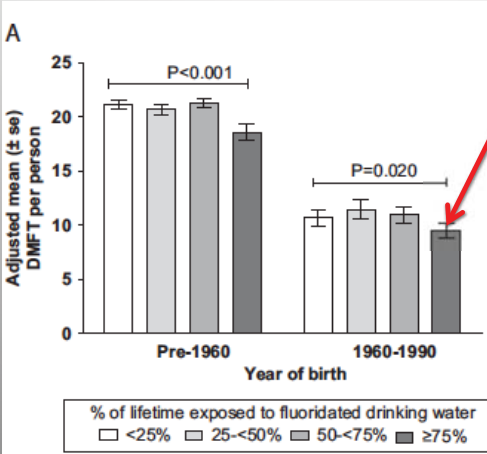 A
Adjusted mean (± se)
DMFT per person
25
20
15
10
5
0
P<0.001
P=0.020
Pre-1960
1960-1990
Year of birth
% of lifetime exposed to fluoridated drinking water
<25% 25-<50% 50-<75% ≥75%